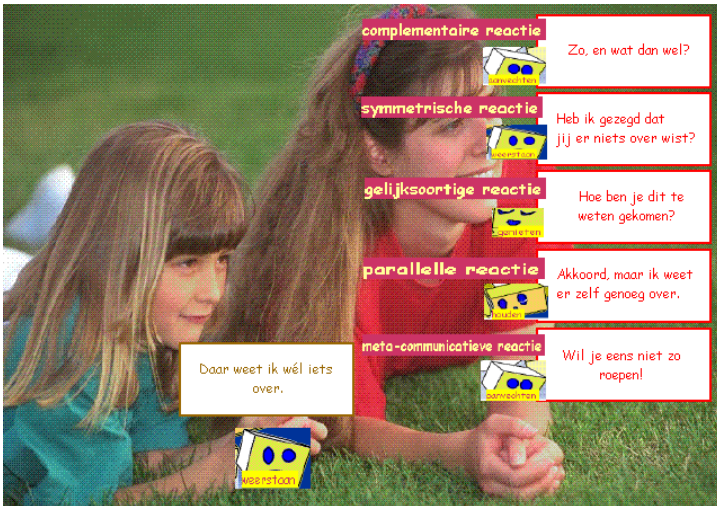 complementaire reactie
Zo, en wat dan wel?
aanvechten
symmetrische reactie
Heb ik gezegd dat
jij er niets over wist?
weerstaan
gelijksoortige reactie
Hoe ben je dit te
weten gekomen?
genieten
parallelle reactie
Akkoord, maar ik weet
er zelf genoeg over.
houden
meta-communicatieve reactie
Wil je eens niet zo
roepen!
aanvechten
Daar weet ik wél iets
over.
weerstaan